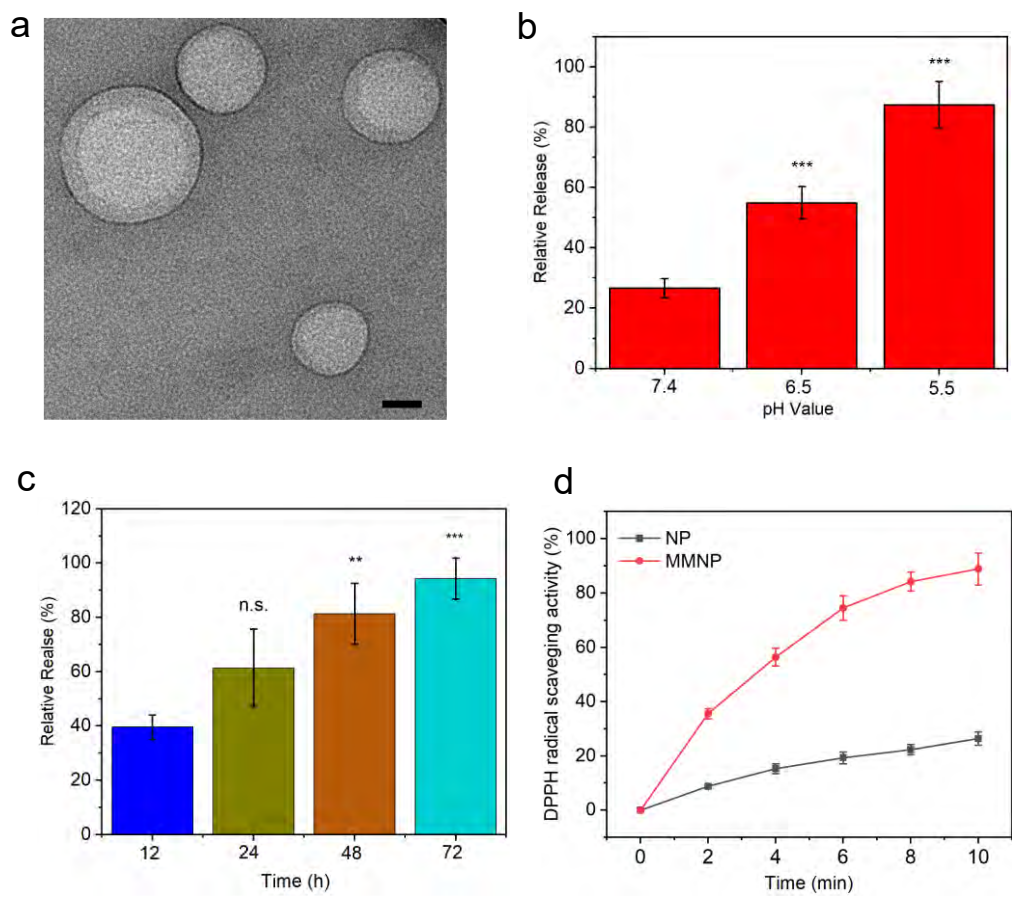 a
b
Relative Release (%)
100
80
60
40
20
0
***
***
7.4 6.5 5.5
pH Value
c
Relative Realse (%)
120
100
80
60
40
20
0
n.s.
**
***
12 24 48 72
Time (h)
d
DPPH radical scaveging activity (%)
100
80
60
40
20
0
NP
MMNP
0 2 4 6 8 10
Time (min)